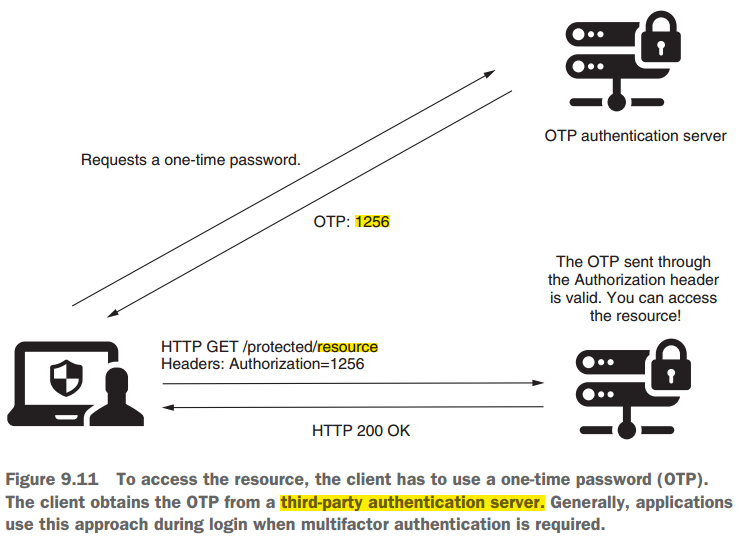 OTP authentication server
Requests a one-time password.
OTP: 1256
The OTP sent through
the Authorization header
is valid. You can access
the resource!
HTTP GET /protected/resource
Headers: Authorization=1256
HTTP 200 OK
Figure 9.11 To access the resource, the client has to use a one-time password (OTP).
The client obtains the OTP from a third-party authentication server. Generally, applications
use this approach during login when multifactor authentication is required.